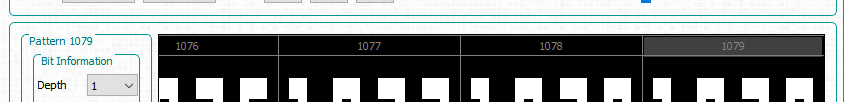 Pattern 1079
Bit Information
Depth 1
1076 1077 1078 1079